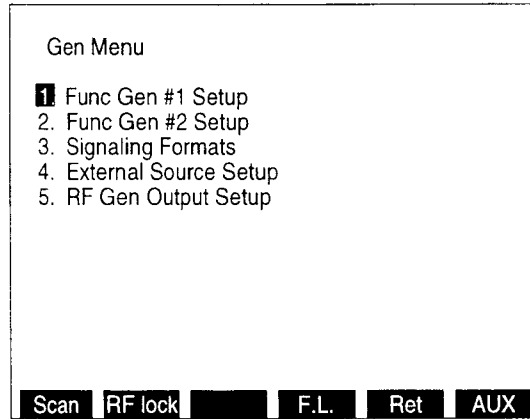 Gen Menu
1. Func Gen #1 Setup
2. Func Gen #2 Setup
3. Signaling Formats
4. External Source Setup
5. RF Gen Output Setup
Scan RF lock F.L. Ret AUX